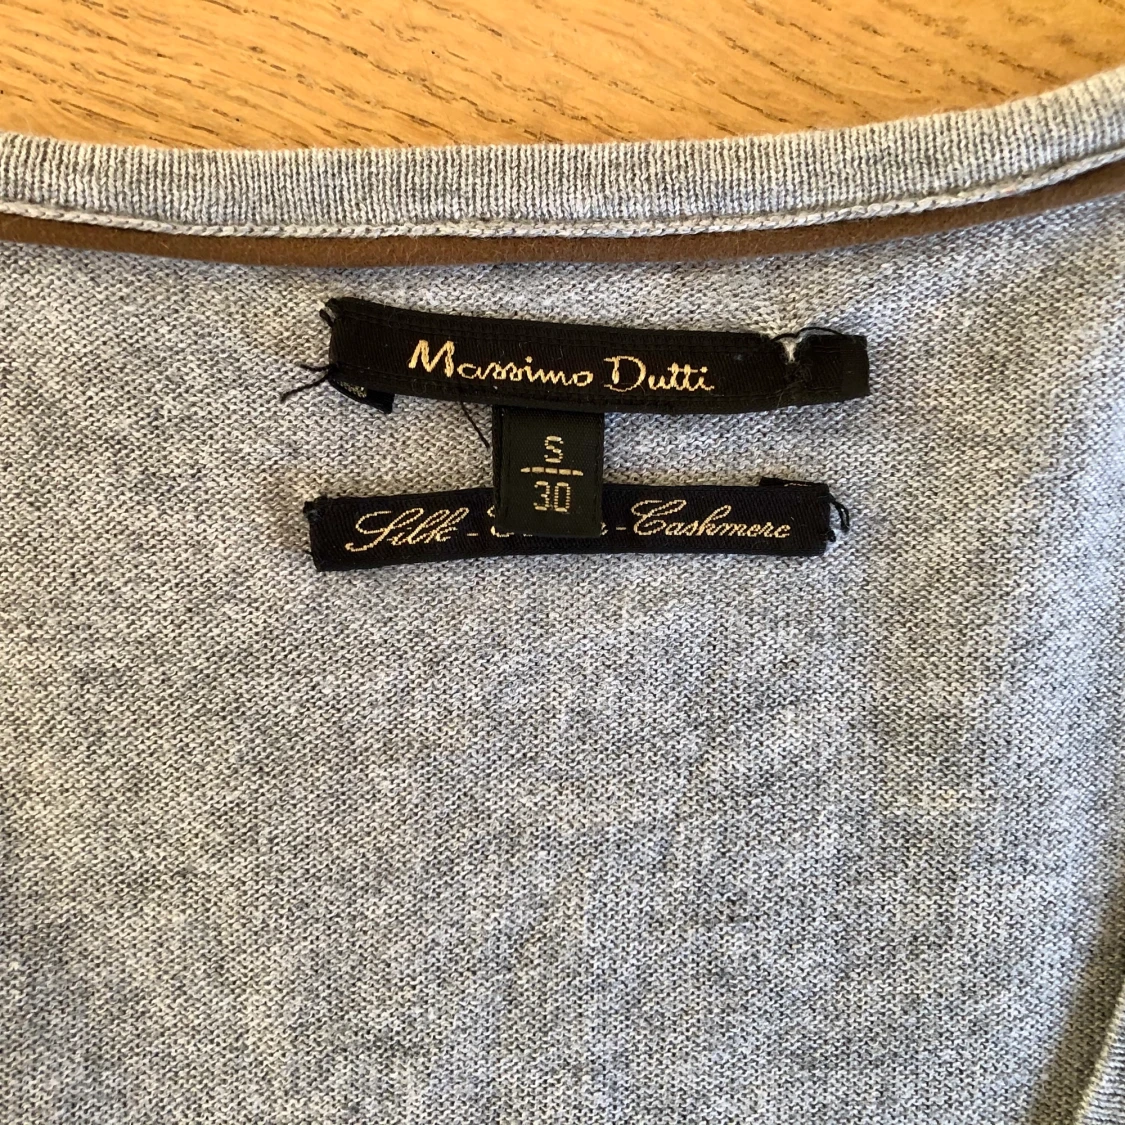 Massimo Dutti
S
30
Silk - -Cashmere